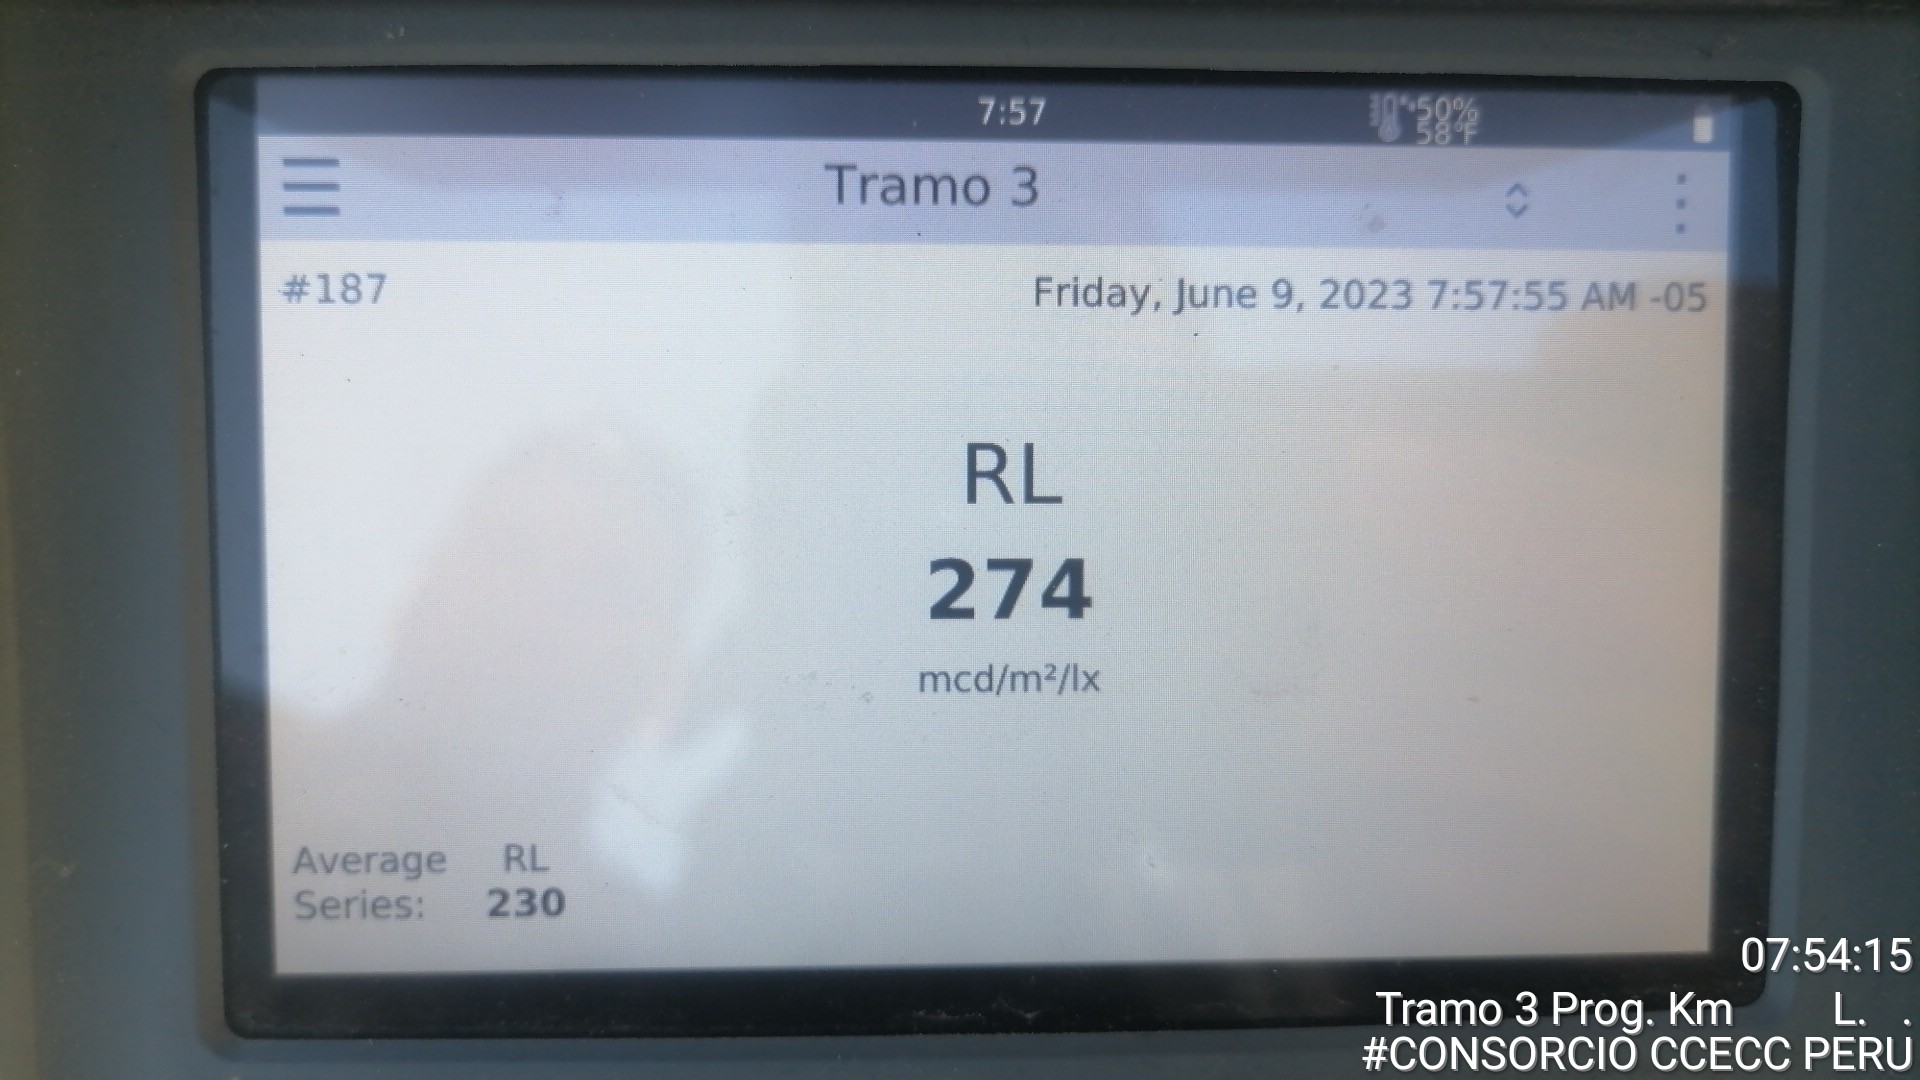 7:57
50%
58°F
Tramo 3
#187
Friday, June 9, 2023 7:57:55 AM -05
RL
274
mcd/m²/lx
Average RL
Series: 230
07:54:15
Tramo 3 Prog. Km L. .
#CONSORCIO CCECC PERU